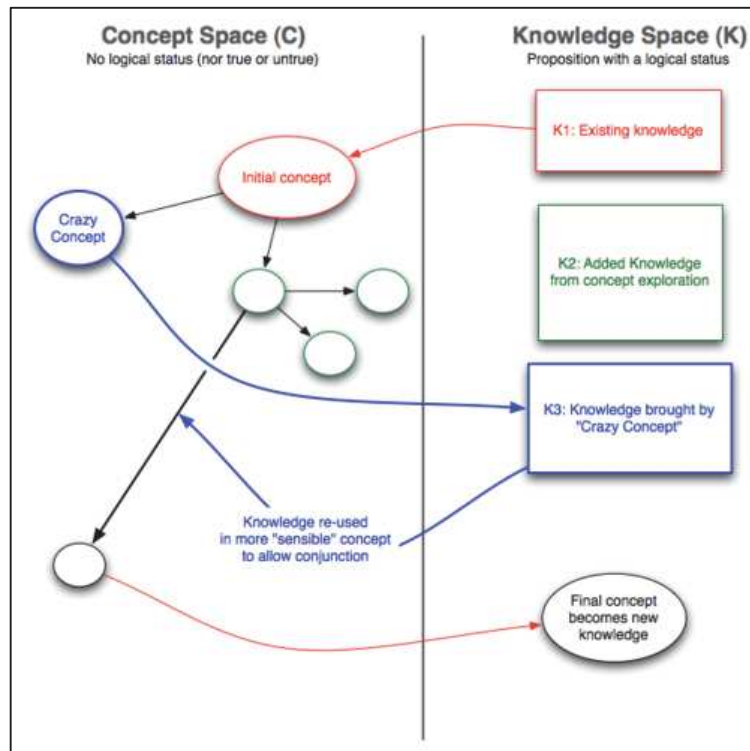 Concept Space (C)
No logical status (nor true or untrue)
Knowledge Space (K)
Proposition with a logical status
K1: Existing knowledge
Initial concept
Crazy
Concept
K2: Added Knowledge
from concept exploration
K3: Knowledge brought by
"Crazy Concept"
Knowledge re-used
in more "sensible" concept
to allow conjunction
Final concept
becomes new
knowledge